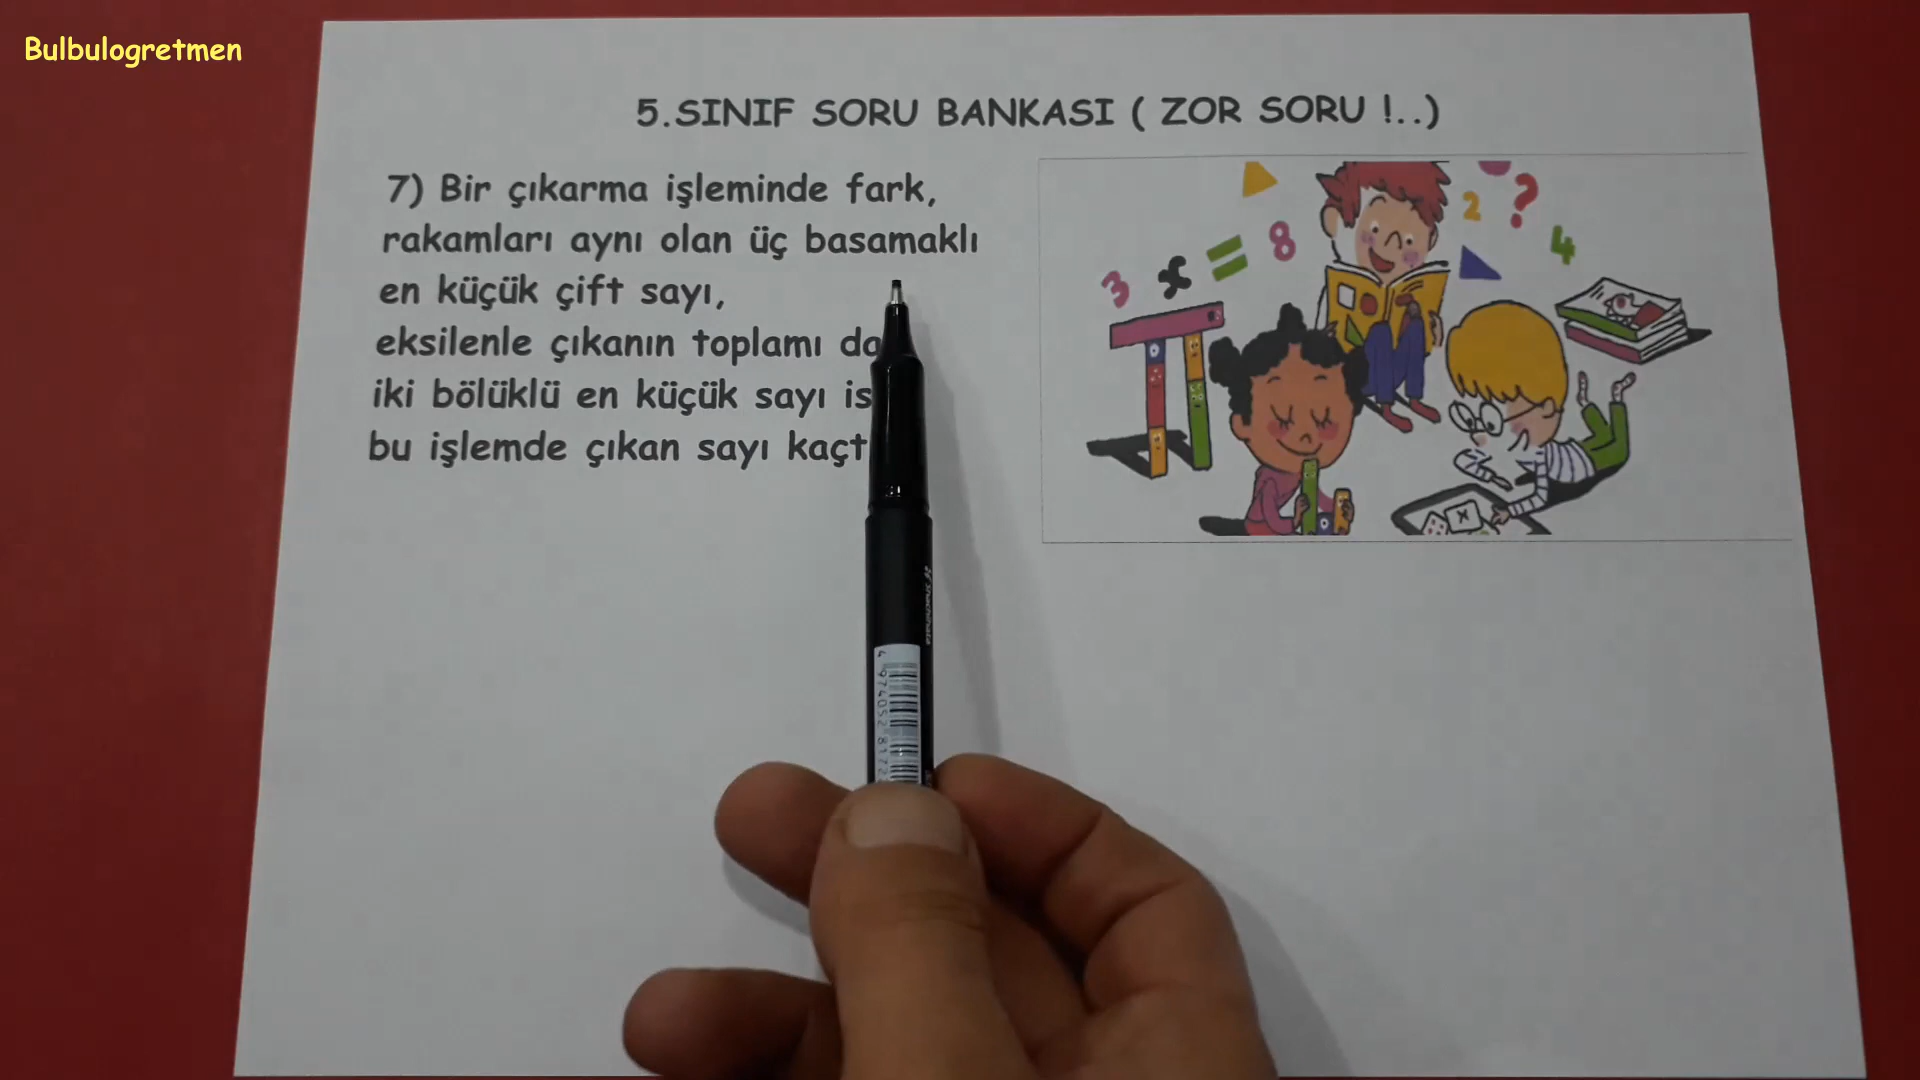 Bulbulogretmen
5.SINIF SORU BANKASI ( ZOR SORU !..)
7) Bir çıkarma işleminde fark,
rakamları aynı olan üç basamaklı
en küçük çift sayı,
eksilenle çıkanın toplamı da
iki bölüklü en küçük sayı
bu işlemde çıkan sayı
3 x = 8 2 ? 4